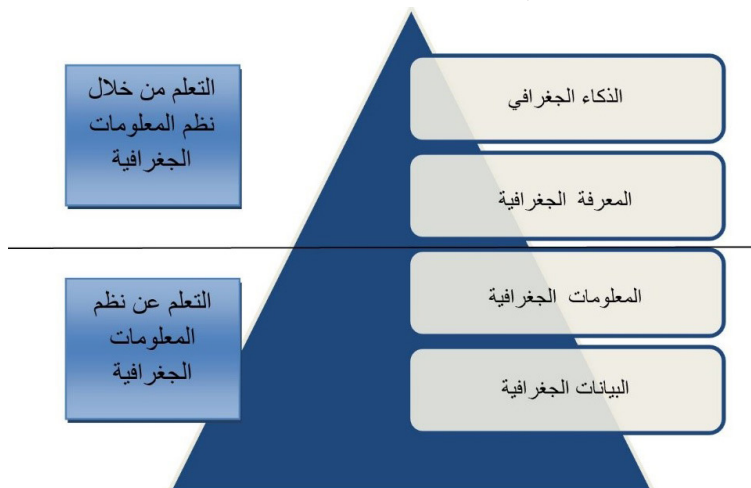 التعلم من خلال
نظم المعلومات
الجغرافية
الذكاء الجغرافي
المعرفة الجغرافية
التعلم عن نظم
المعلومات
الجغرافية
المعلومات الجغرافية
البيانات الجغرافية